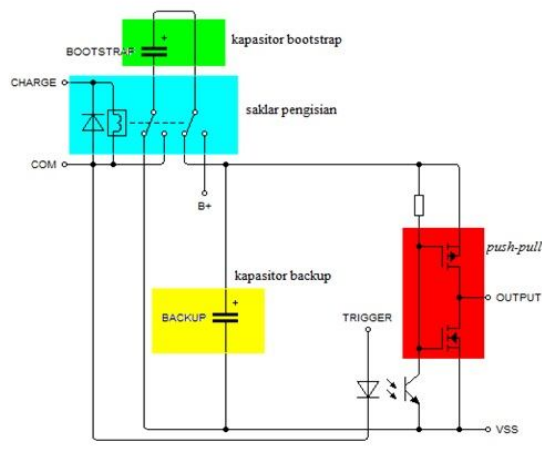 kapasitor bootstrap
BOOTSTRAP
+
CHARGE
saklar pengisian
COM
B+
push-pull
kapasitor backup
+
BACKUP
TRIGGER
OUTPUT
VSS